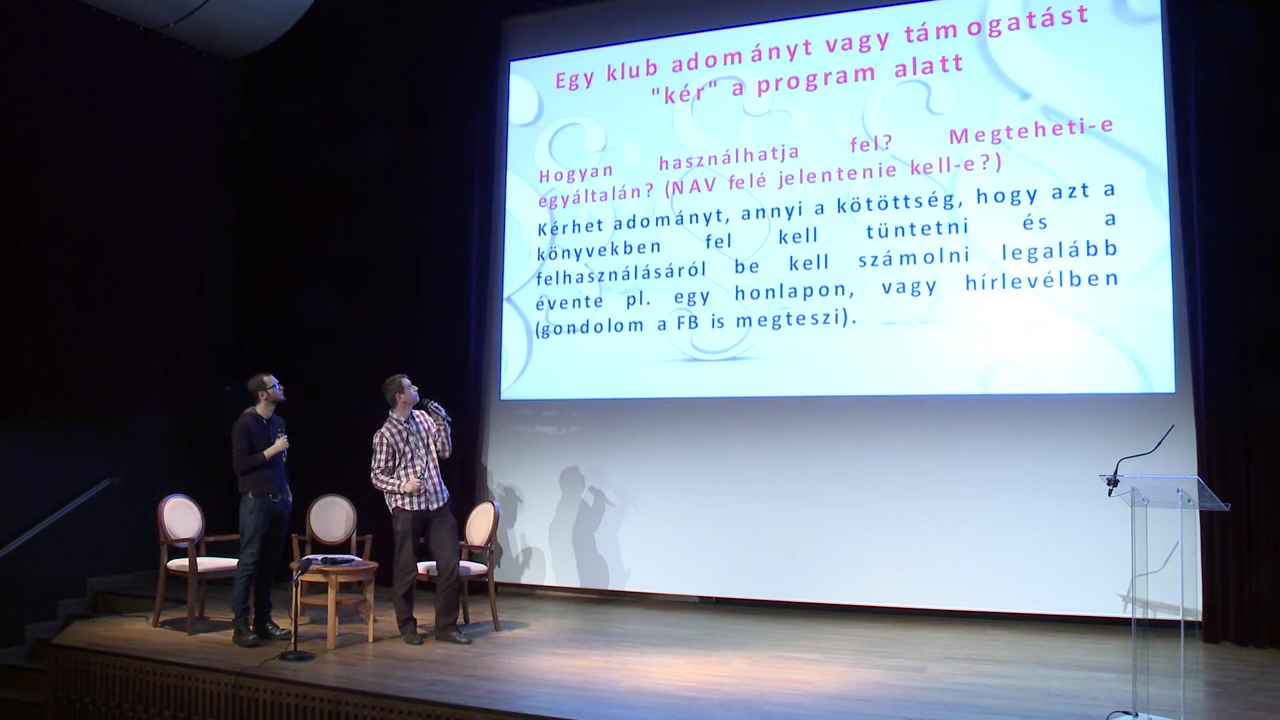 Egy klub adományt vagy támogatást
"kér" a program alatt
Hogyan használhatja fel? Megteheti-e
egyáltalán? (NAV felé jelentenie kell-e?)
Kérhet adományt, annyi a kötöttség, hogy azt a
könyvekben fel kell tüntetni és a
felhasználásáról be kell számolni legalább
évente pl. egy honlapon, vagy hírlevélben
(gondolom a FB is megteszi).